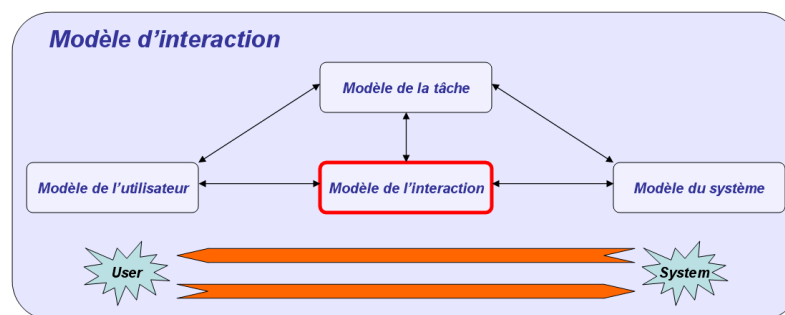 Modèle d’interaction
Modèle de la tâche
Modèle de l’utilisateur
Modèle de l’interaction
Modèle du système
User
System